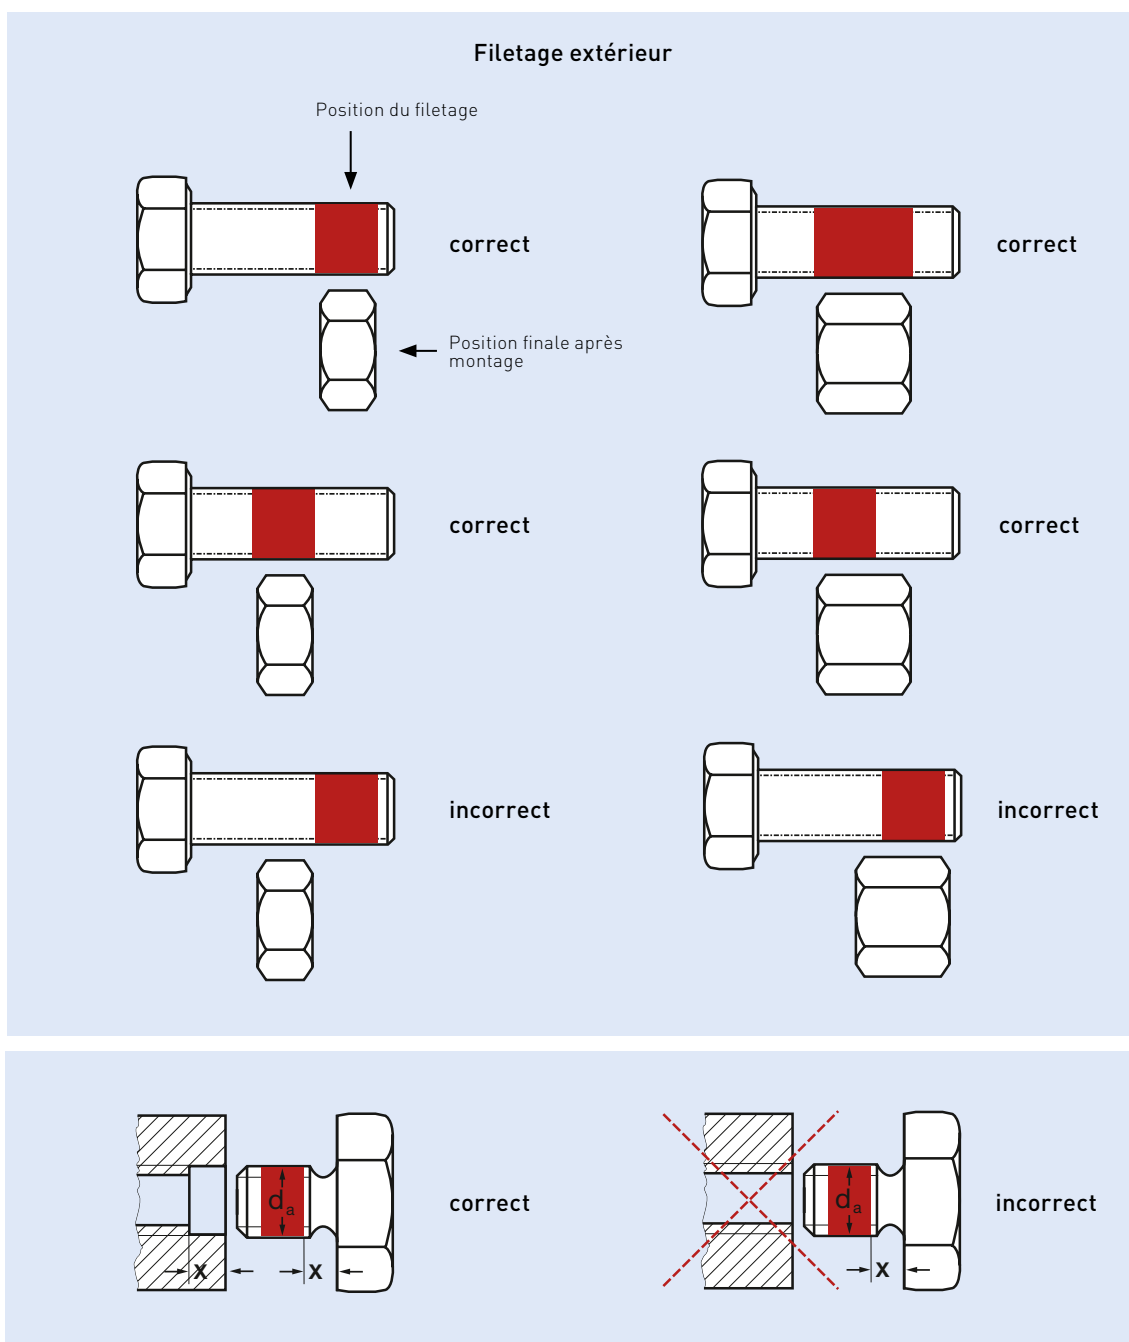 Filetage extérieur
Position du filetage
correct
correct
Position finale après
montage
correct
correct
incorrect
incorrect
da
X
X
correct
da
X
incorrect